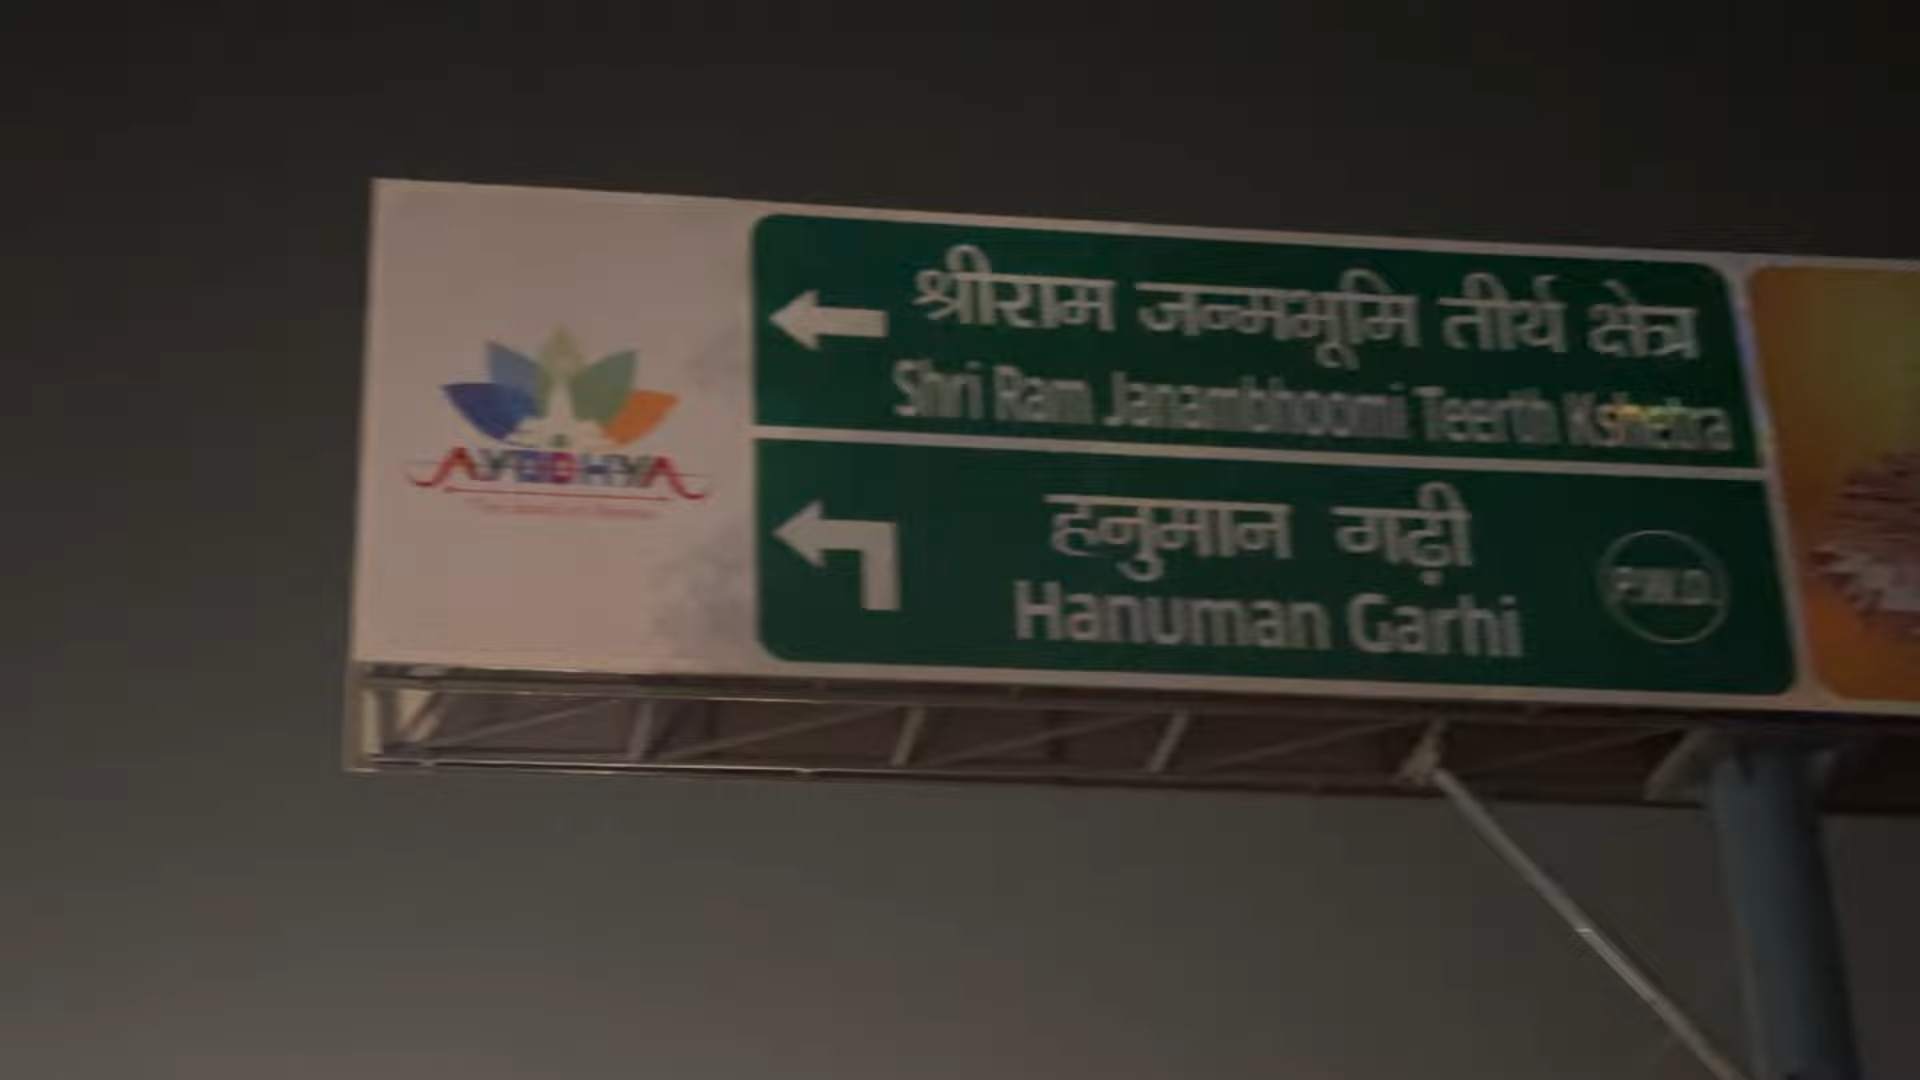 AYODHYA
श्रीराम जन्मभूमि तीर्थ क्षेत्र
Shri Ram Janambhoomi Teerth Kshetra
हनुमान गढ़ी
Hanuman Garhi
P.W.D.